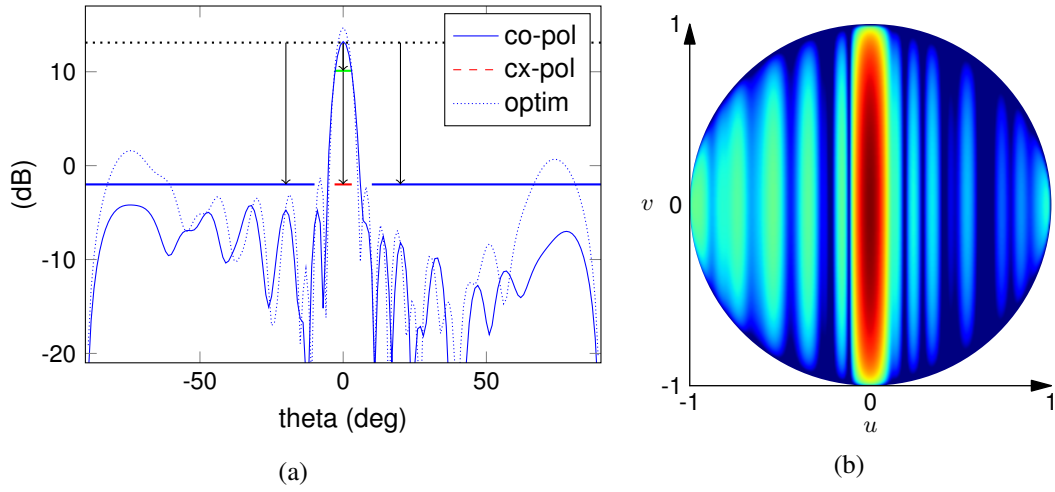 co-pol
cx-pol
optim
10
0
-10
-20
(dB)
-50
0
50
theta (deg)
(a)
1
v
0
-1
-1
0
1
u
(b)